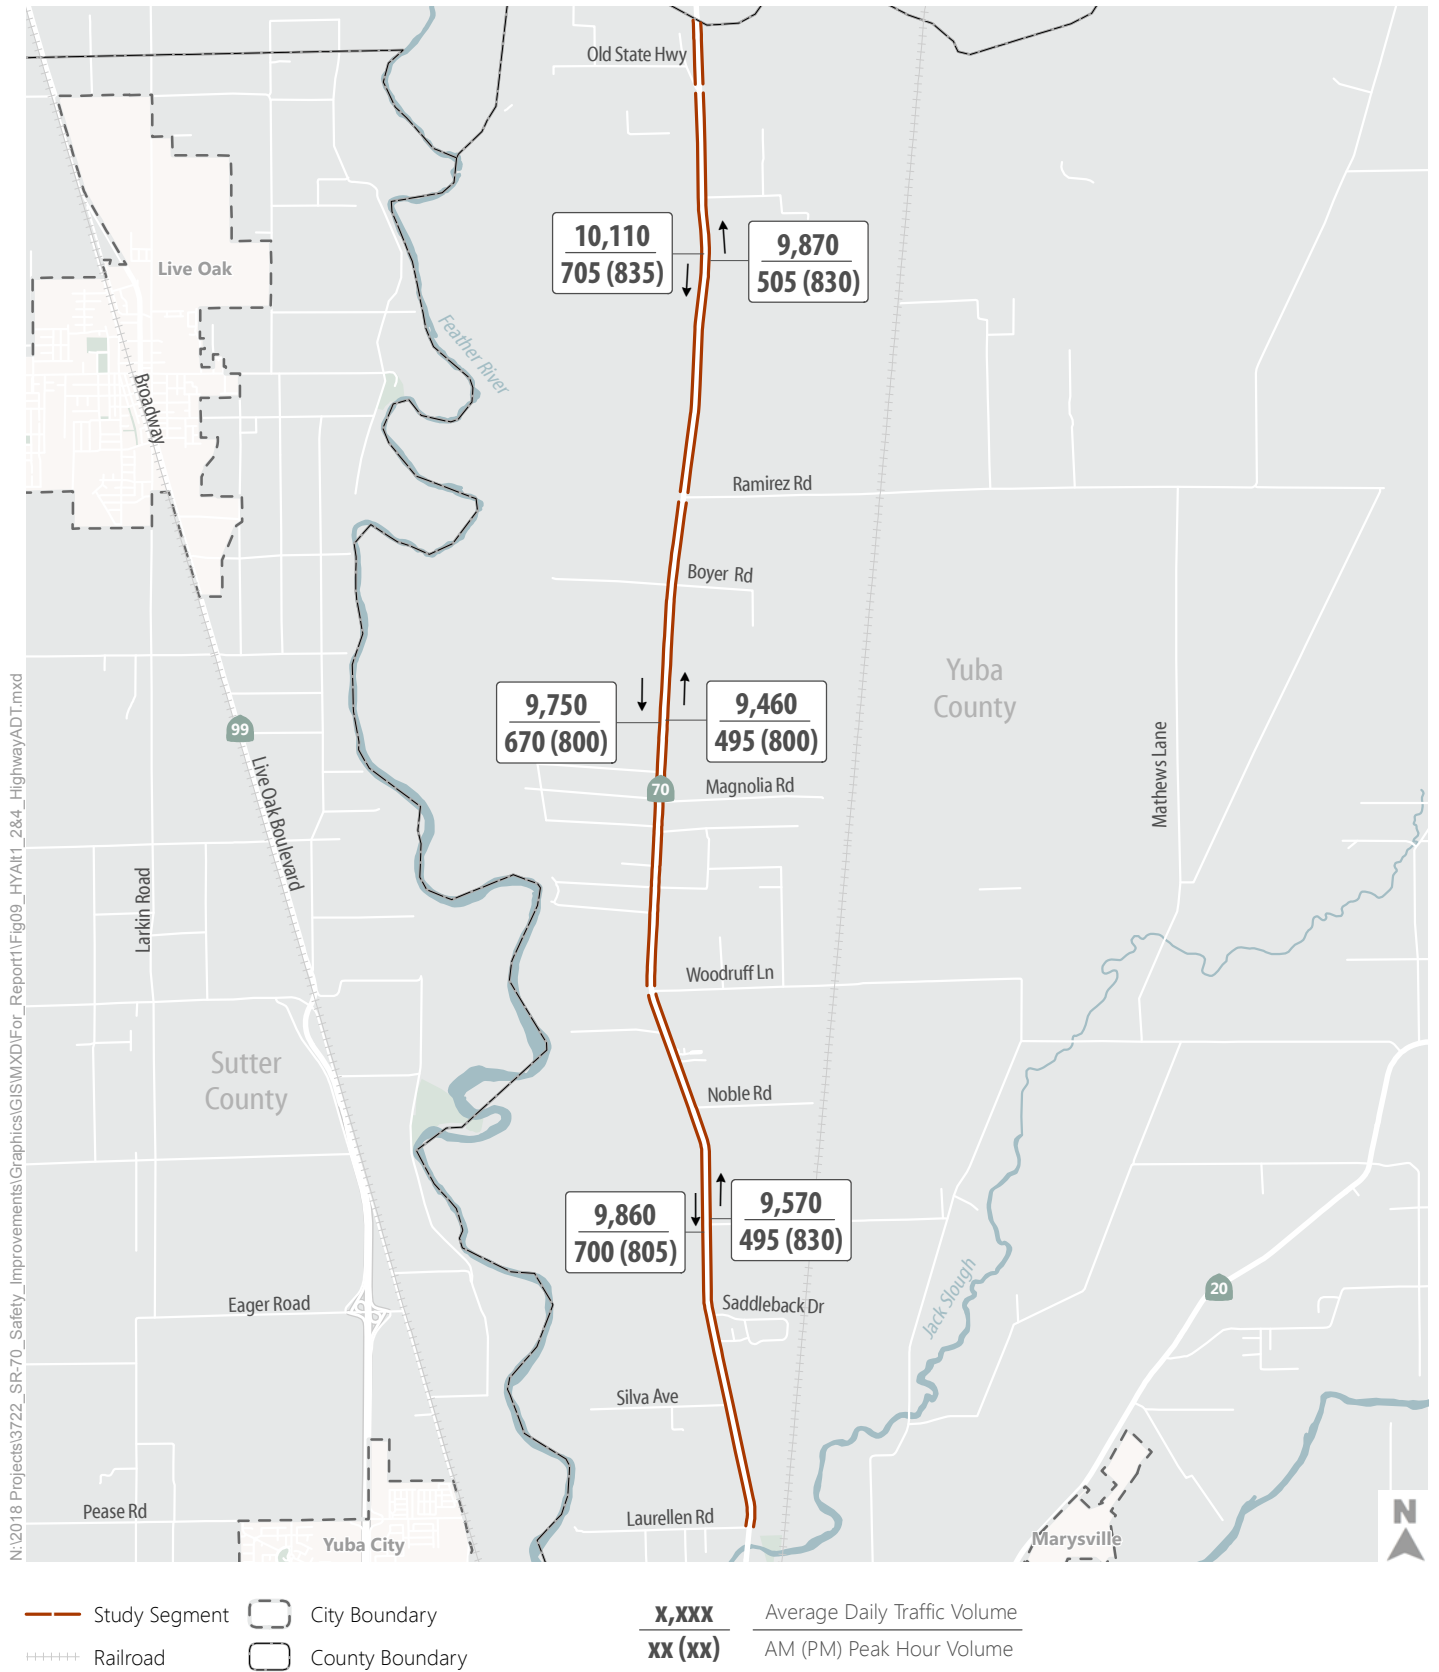 Old State Hwy
10,110
705 (835)
9,870
505 (830)
Live Oak
Feather River
Broadway
Ramirez Rd
Boyer Rd
Yuba
County
9,750
670 (800)
9,460
495 (800)
99
Live Oak Boulevard
70
Magnolia Rd
Mathews Lane
Larkin Road
Woodruff Ln
Sutter
County
Noble Rd
9,860
700 (805)
9,570
495 (830)
Jack Slough
20
Eager Road
Saddleback Dr
Silva Ave
Pease Rd
Laurellen Rd
Yuba City
Marysville
N
N:\2018 Projects\3722_SR-70_Safety_Improvements\Graphics\GIS\MXD\For_Report1\Fig09_HYAlt1_2&4_HighwayADT.mxd
Study Segment
City Boundary
x,xxx
Average Daily Traffic Volume
Railroad
County Boundary
xx (xx)
AM (PM) Peak Hour Volume